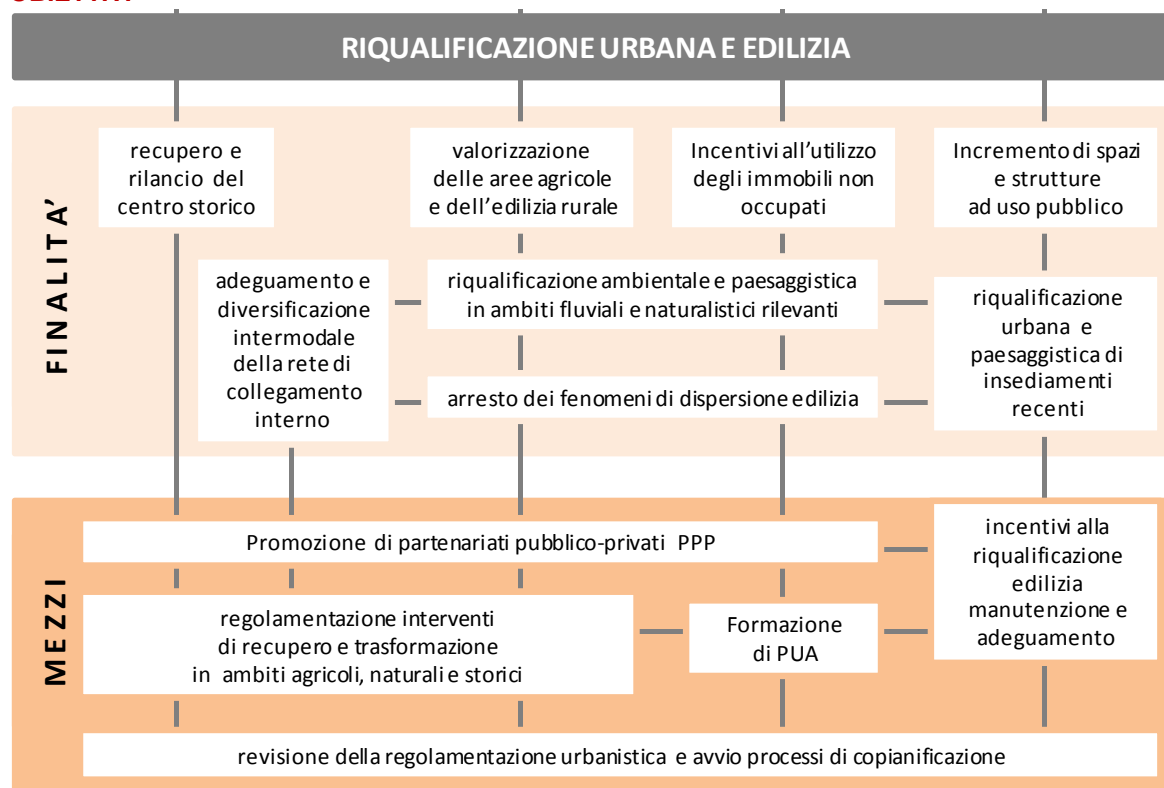 OBIETTIVI
RIQUALIFICAZIONE URBANA E EDILIZIA
FINALITA’
recupero e
rilancio del
centro storico
valorizzazione
delle aree agricole
e dell’edilizia rurale
Incentivi all’utilizzo
degli immobili non
occupati
Incremento di spazi
e strutture
ad uso pubblico
adeguamento e
diversificazione
intermodale
della rete di
collegamento
interno
riqualificazione ambientale e paesaggistica
in ambiti fluviali e naturalistici rilevanti
arresto dei fenomeni di dispersione edilizia
riqualificazione
urbana e
paesaggistica di
insediamenti
recenti
MEZZI
Promozione di partenariati pubblico-privati PPP
incentivi alla
riqualificazione
edilizia
manutenzione e
adeguamento
regolamentazione interventi
di recupero e trasformazione
in ambiti agricoli, naturali e storici
Formazione
di PUA
revisione della regolamentazione urbanistica e avvio processi di copianificazione